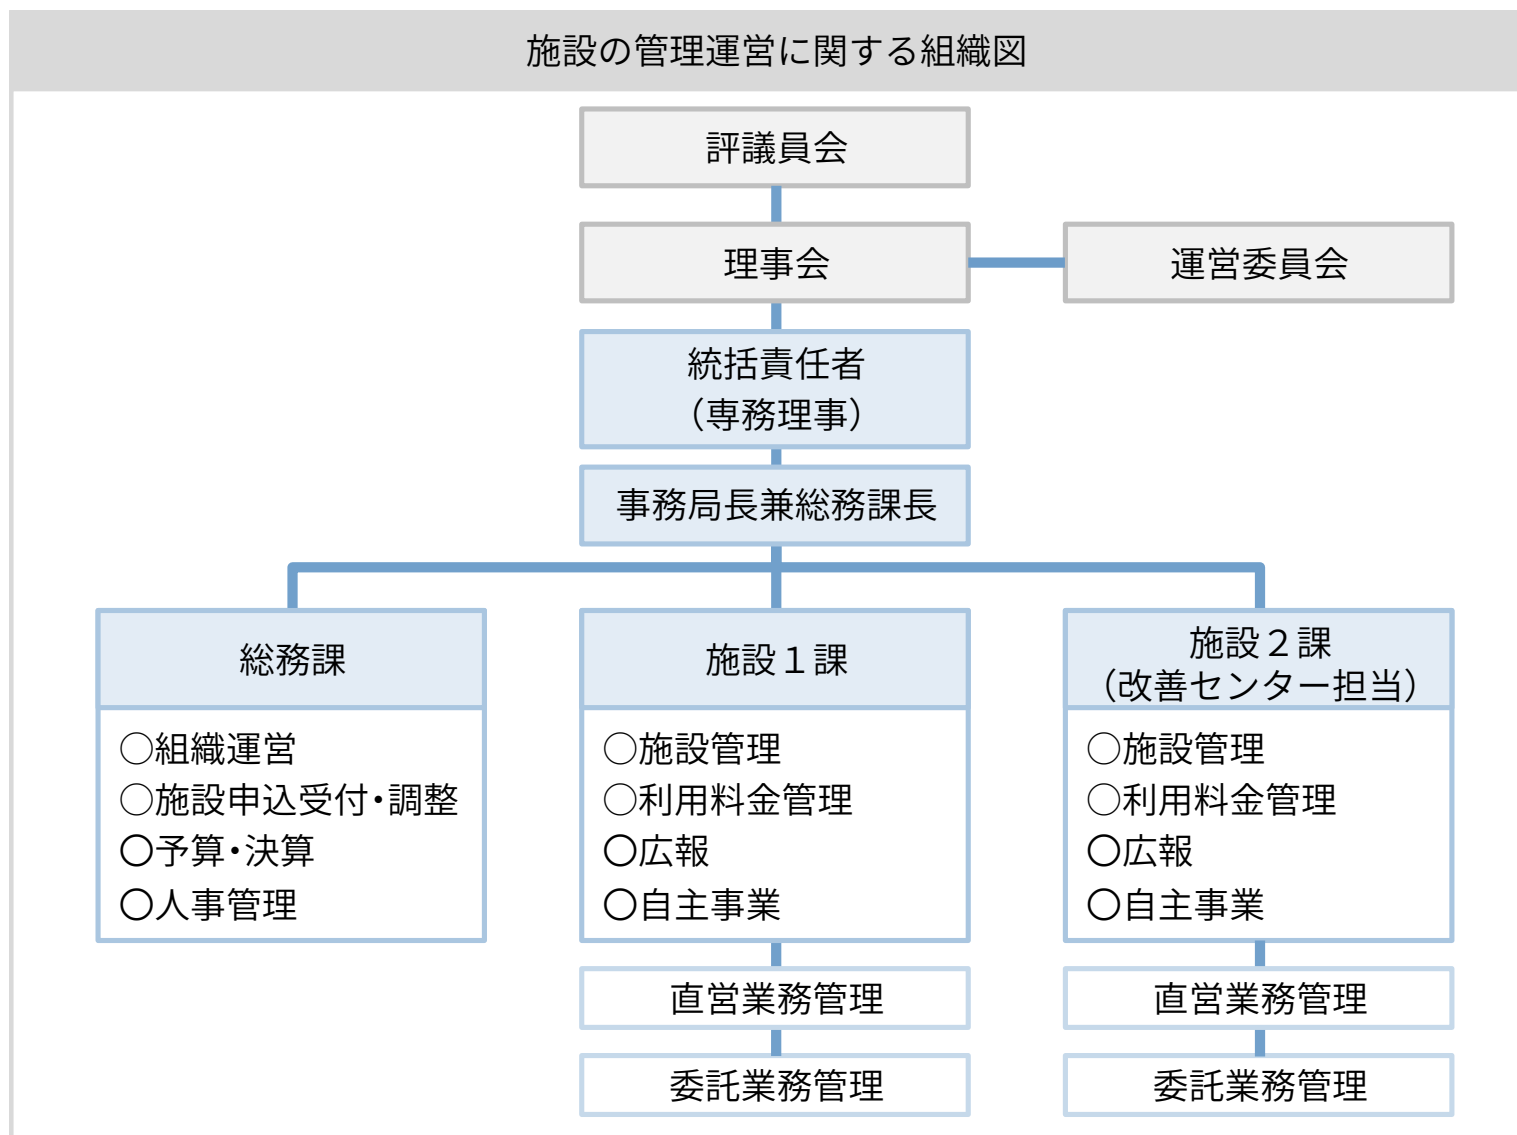 施設の管理運営に関する組織図
評議員会
理事会
運営委員会
統括責任者
（専務理事）
事務局長兼総務課長
総務課
○組織運営
○施設申込受付・調整
○予算・決算
○人事管理
施設１課
○施設管理
○利用料金管理
○広報
○自主事業
直営業務管理
委託業務管理
施設２課
（改善センター担当）
○施設管理
○利用料金管理
○広報
○自主事業
直営業務管理
委託業務管理